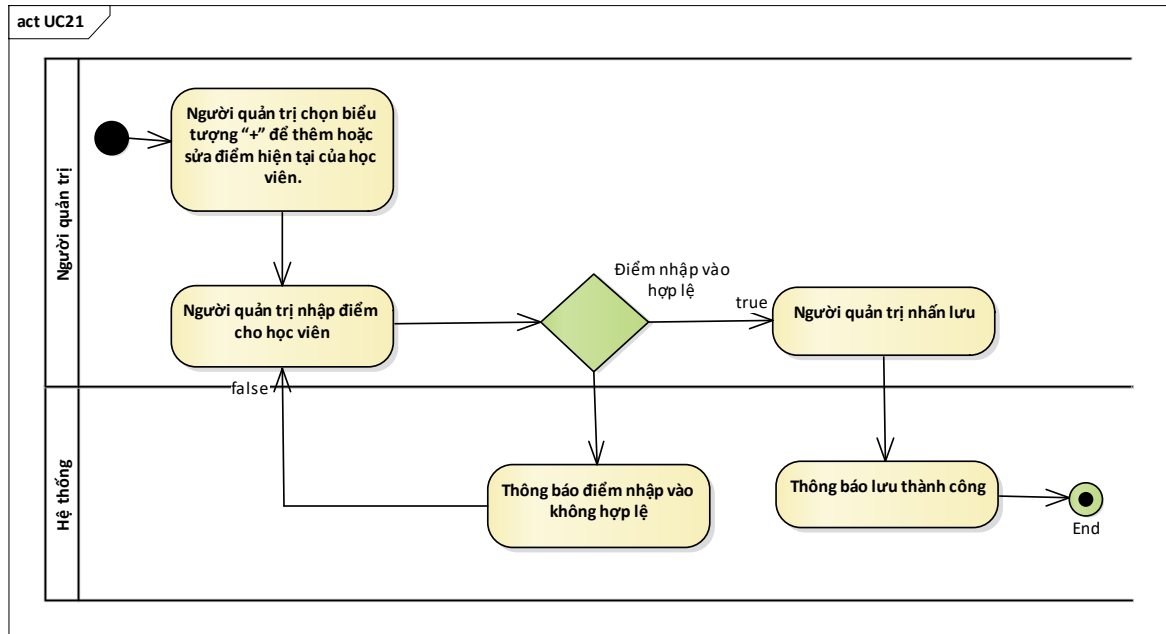 act UC21
Người quản trị
Người quản trị chọn biểu
tượng “+” để thêm hoặc
sửa điểm hiện tại của học
viên.
Người quản trị nhập điểm
cho học viên
Điểm nhập vào
hợp lệ
true
Người quản trị nhấn lưu
false
Hệ thống
Thông báo điểm nhập vào
không hợp lệ
Thông báo lưu thành công
End